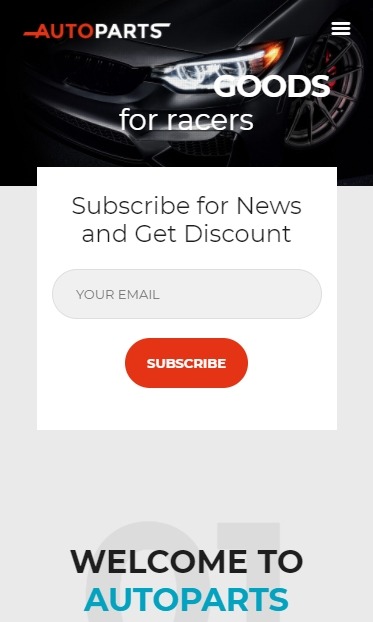 AUTOPARTS
GOODS
for racers
Subscribe for News
and Get Discount
YOUR EMAIL
SUBSCRIBE
01
WELCOME TO
AUTOPARTS